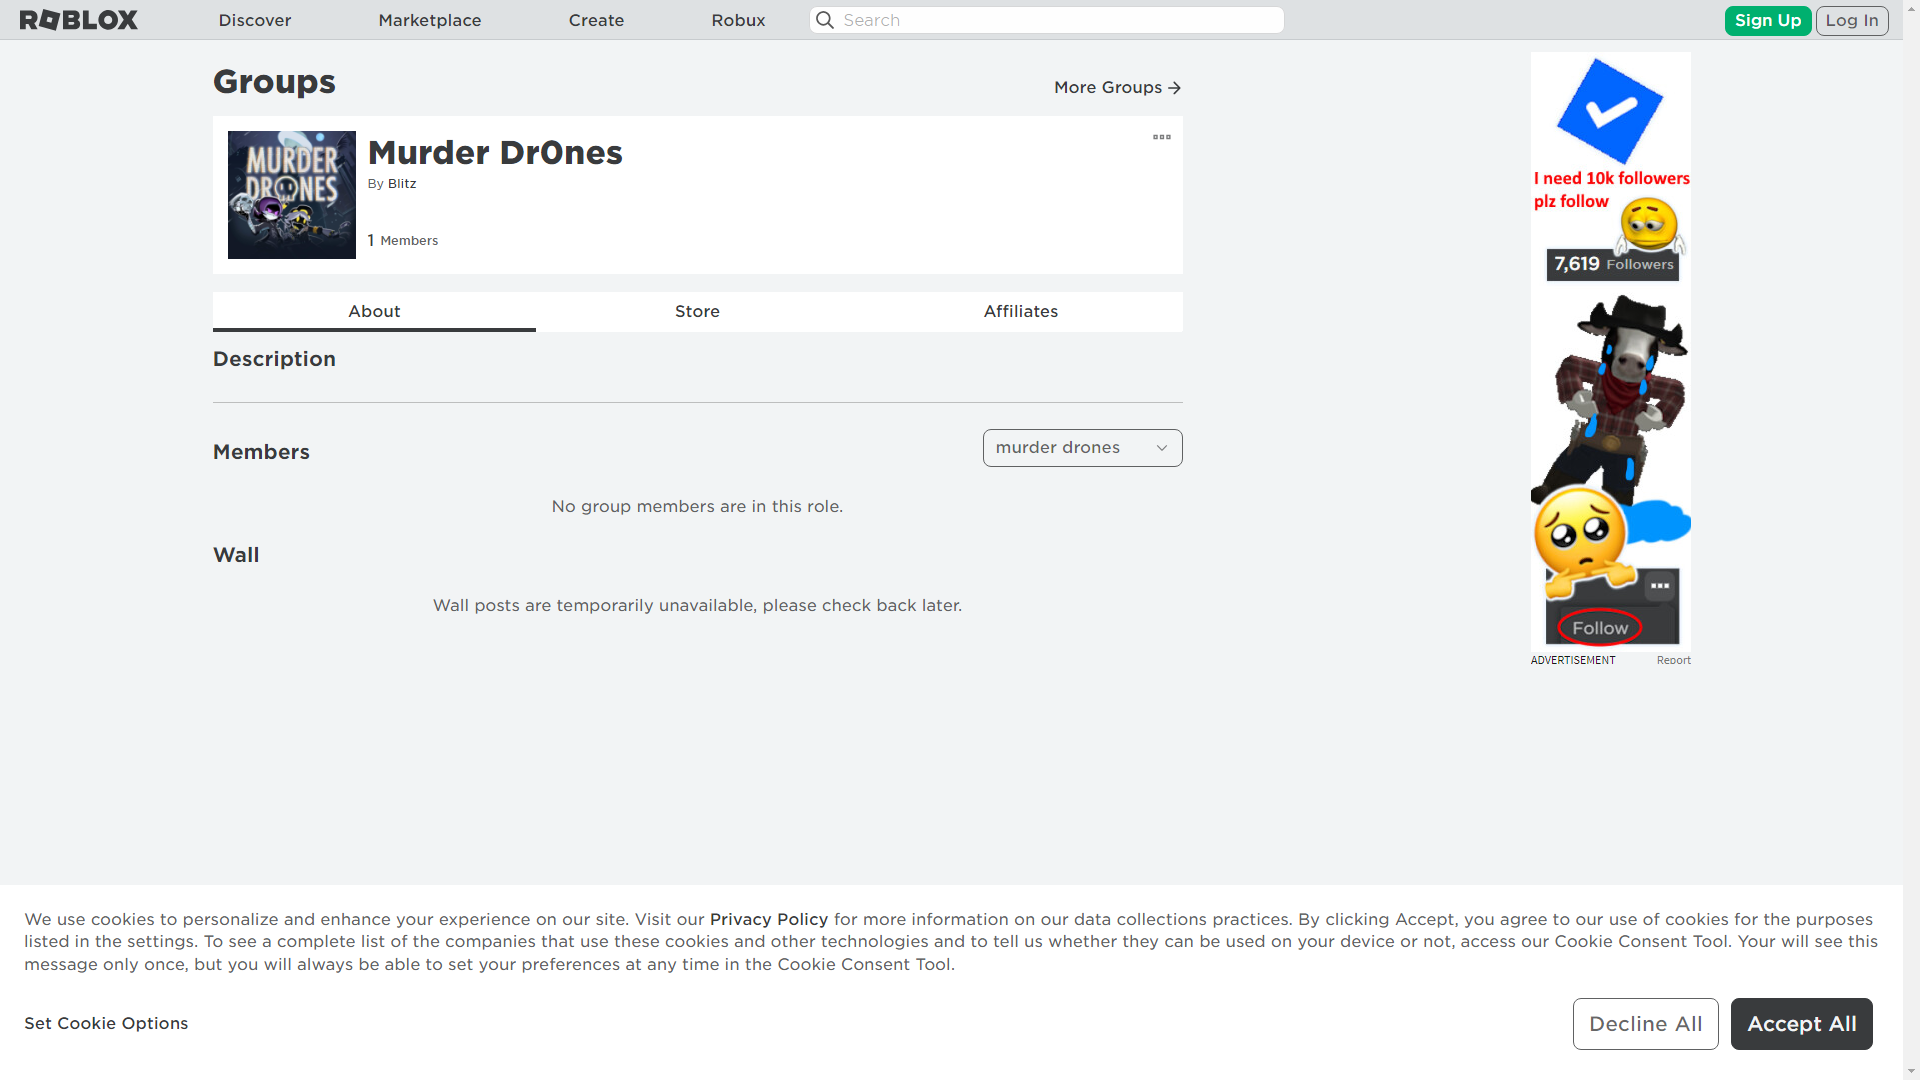 ROBLOX
Discover
Marketplace
Create
Robux
Search
Sign Up
Log In
Groups
More Groups
MURDER
DRONES
Murder Dr0nes
By Blitz
1 Members
About
Store
Affiliates
Description
Members
murder drones
No group members are in this role.
Wall
Wall posts are temporarily unavailable, please check back later.
I need 10k followers
plz follow
7,619 Followers
Follow
ADVERTISEMENT
Report
We use cookies to personalize and enhance your experience on our site. Visit our Privacy Policy for more information on our data collections practices. By clicking Accept, you agree to our use of cookies for the purposes
listed in the settings. To see a complete list of the companies that use these cookies and other technologies and to tell us whether they can be used on your device or not, access our Cookie Consent Tool. Your will see this
message only once, but you will always be able to set your preferences at any time in the Cookie Consent Tool.
Set Cookie Options
Decline All
Accept All